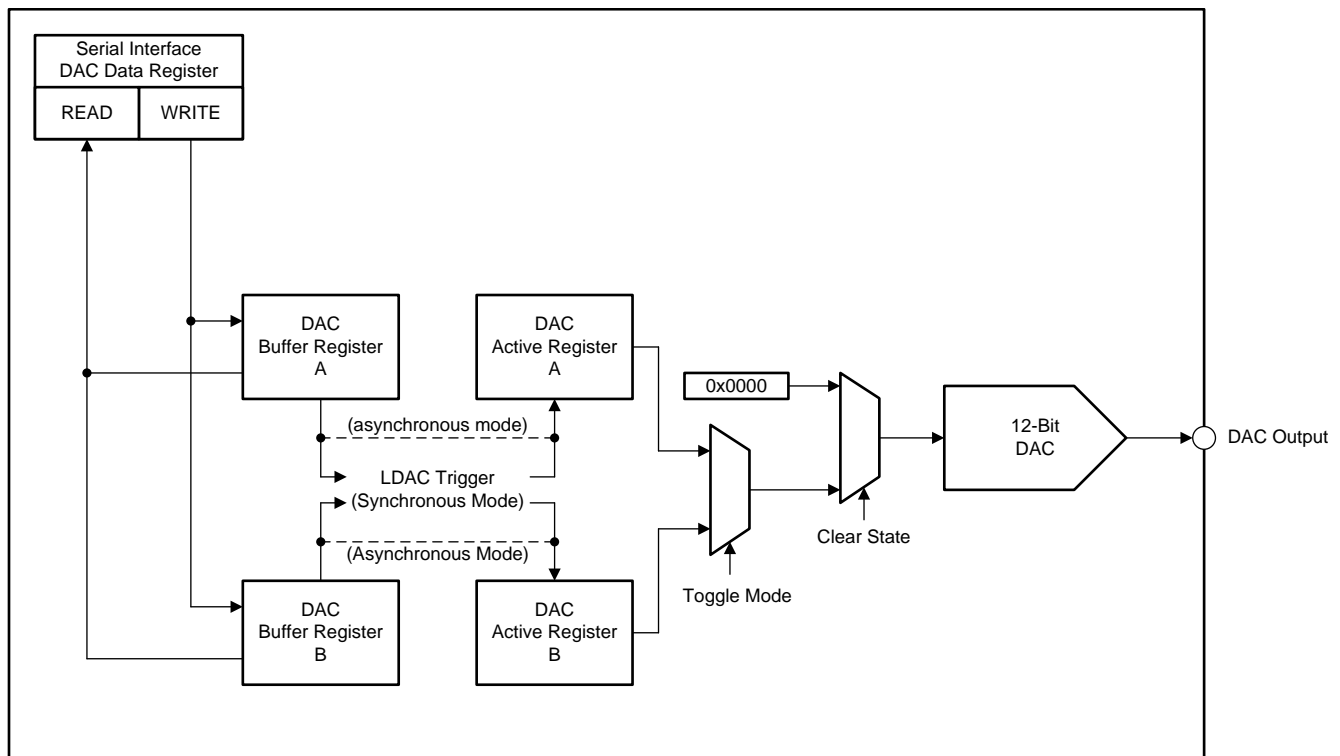 Serial Interface
DAC Data Register
READ
WRITE
DAC
Buffer Register
A
DAC
Active Register
A
0x0000
(asynchronous mode)
LDAC Trigger
(Synchronous Mode)
(Asynchronous Mode)
12-Bit
DAC
DAC Output
Clear State
Toggle Mode
DAC
Buffer Register
B
DAC
Active Register
B